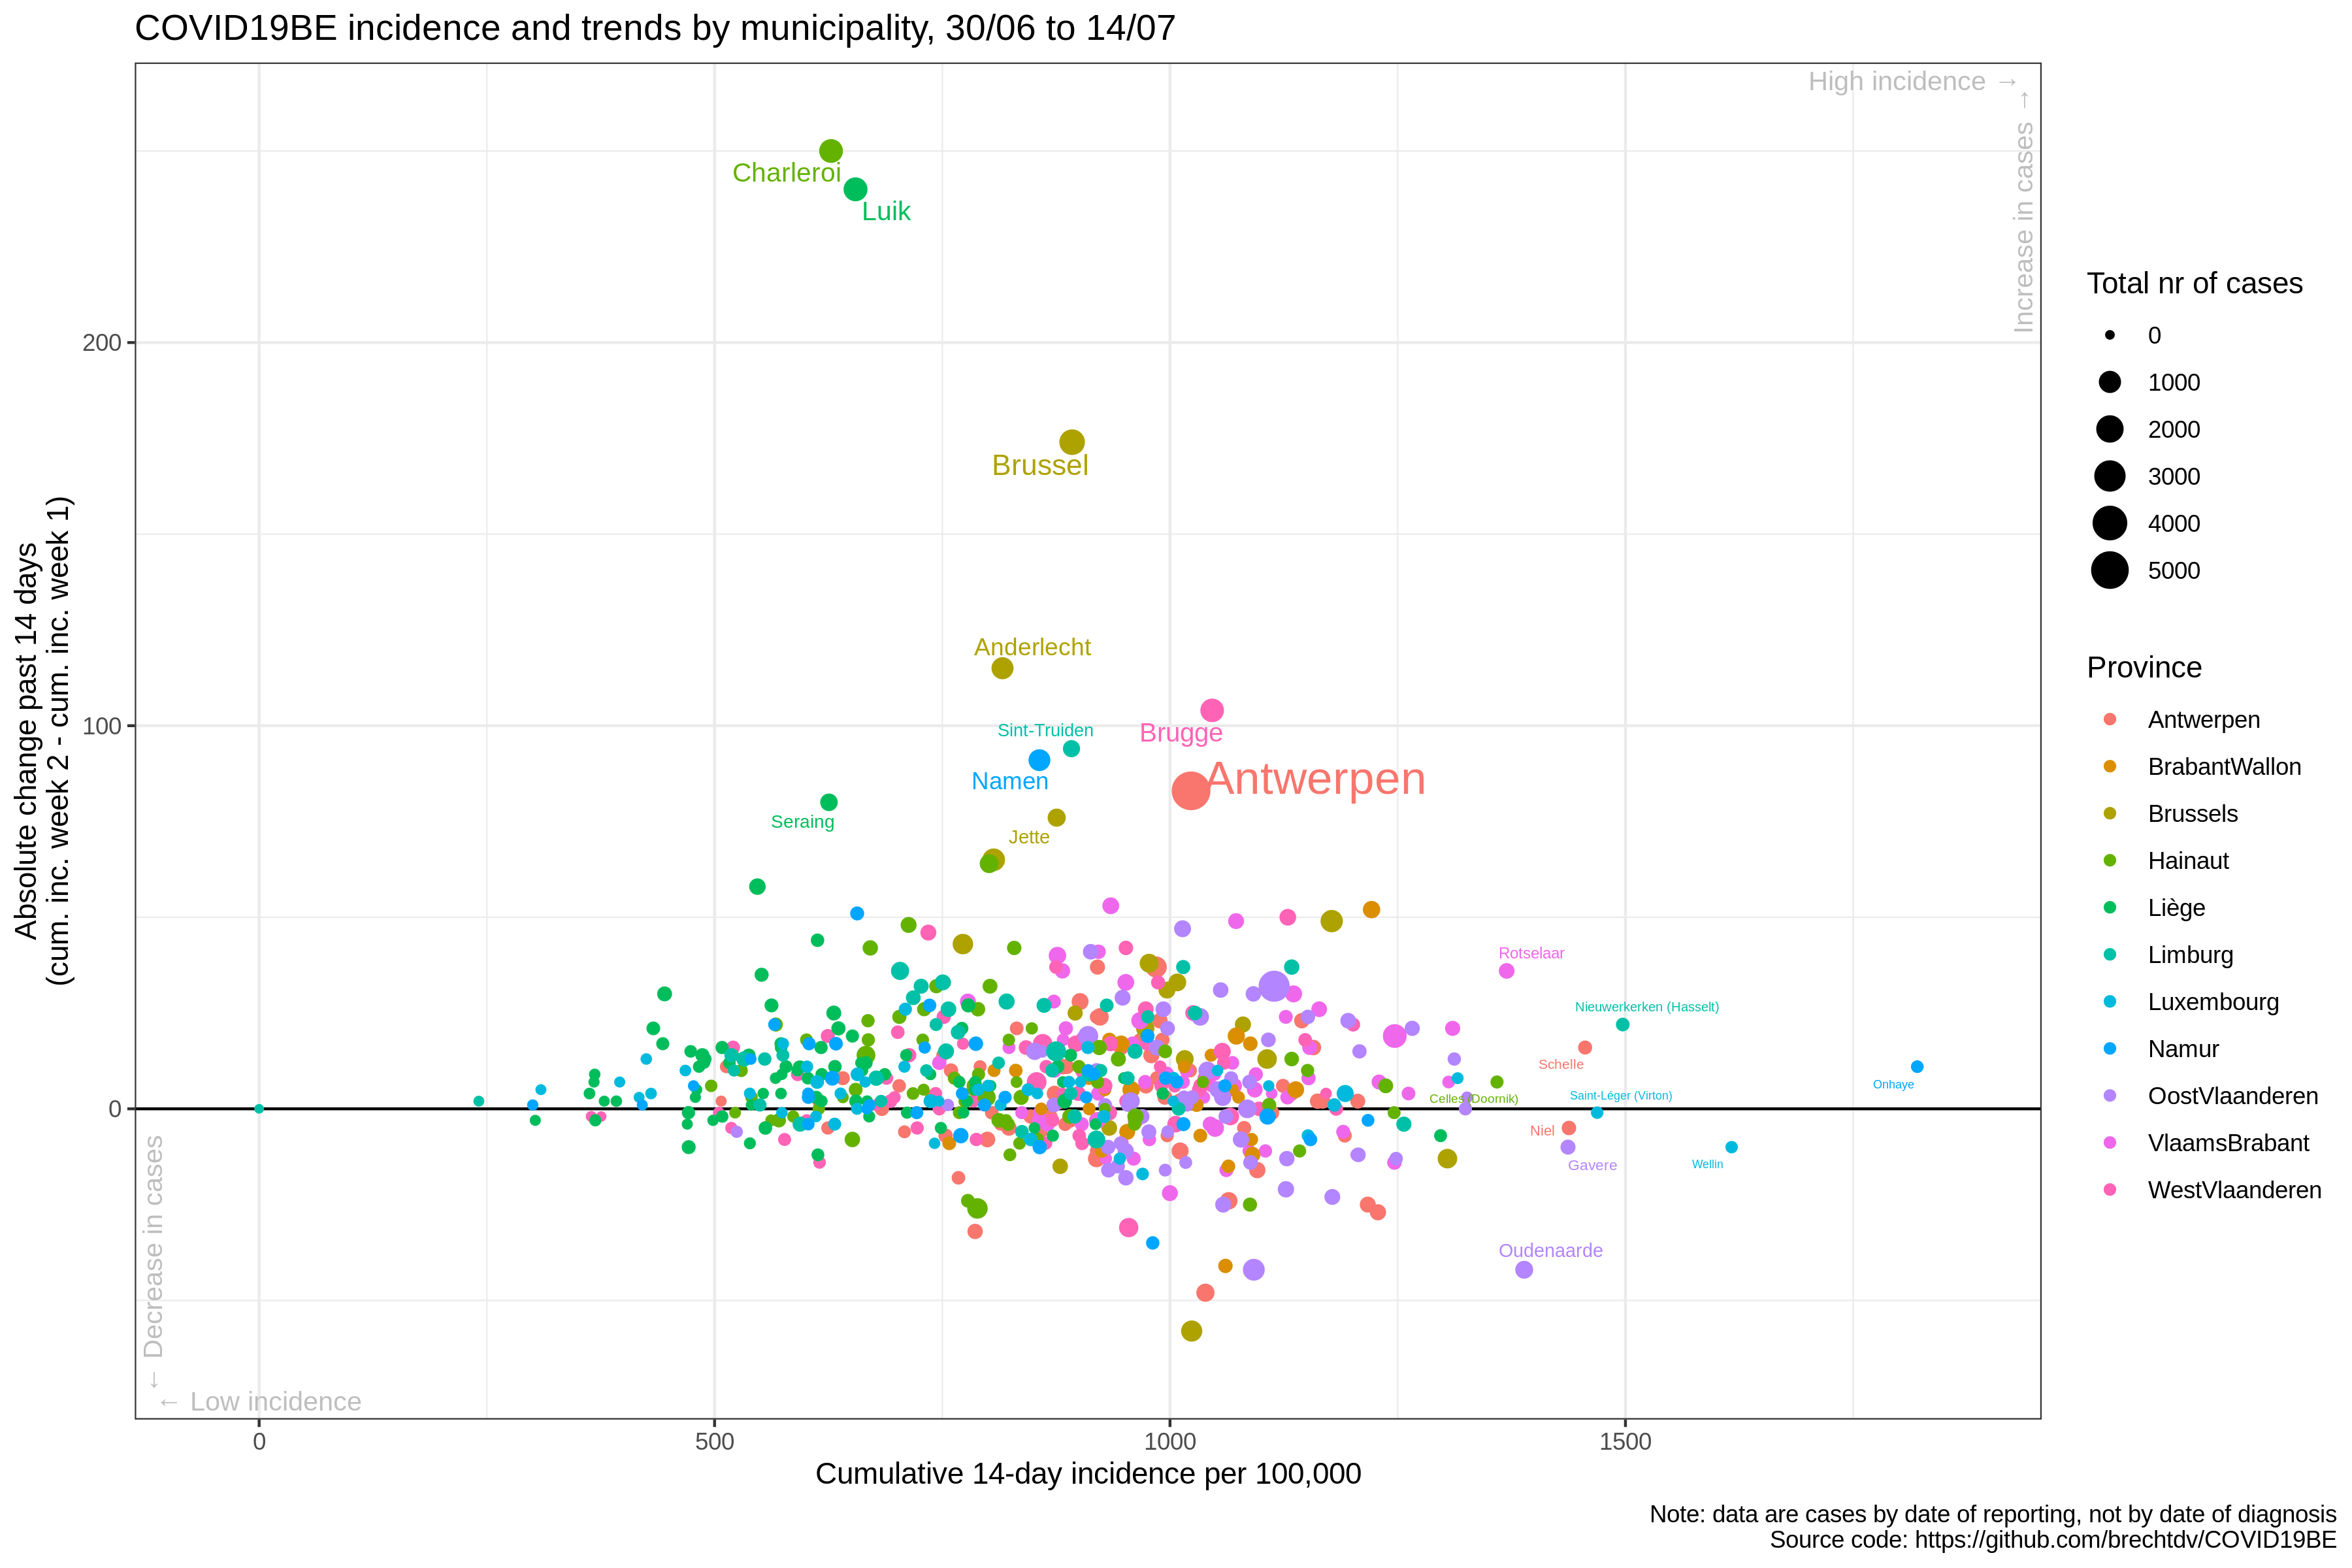 COVID19BE incidence and trends by municipality, 30/06 to 14/07
High incidence →
Increase in cases →
Charleroi
Luik
Brussel
Anderlecht
Sint-Truiden
Brugge
Namen
Antwerpen
Seraing
Jette
Rotselaar
Nieuwerkerken (Hasselt)
Schelle
Onhaye
Celles (Doornik)
Saint-Léger (Virton)
Niel
Gavere
Wellin
Oudenaarde
← Decrease in cases
← Low incidence
200
100
0
Absolute change past 14 days
(cum. inc. week 2 - cum. inc. week 1)
0
500
1000
1500
Cumulative 14-day incidence per 100,000
Total nr of cases
0
1000
2000
3000
4000
5000
Province
Antwerpen
BrabantWallon
Brussels
Hainaut
Liège
Limburg
Luxembourg
Namur
OostVlaanderen
VlaamsBrabant
WestVlaanderen
Note: data are cases by date of reporting, not by date of diagnosis
Source code: https://github.com/brechtdv/COVID19BE